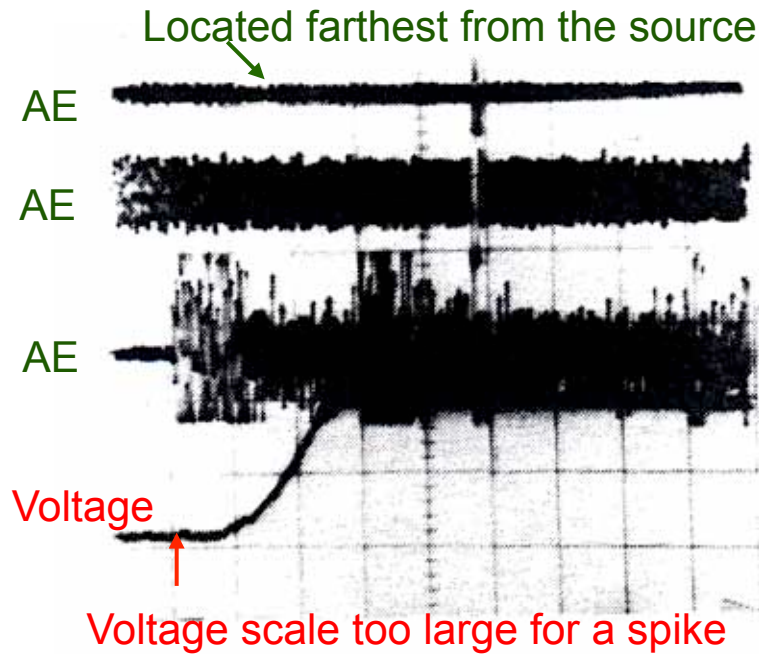 Located farthest from the source
AE
AE
AE
Voltage
Voltage scale too large for a spike